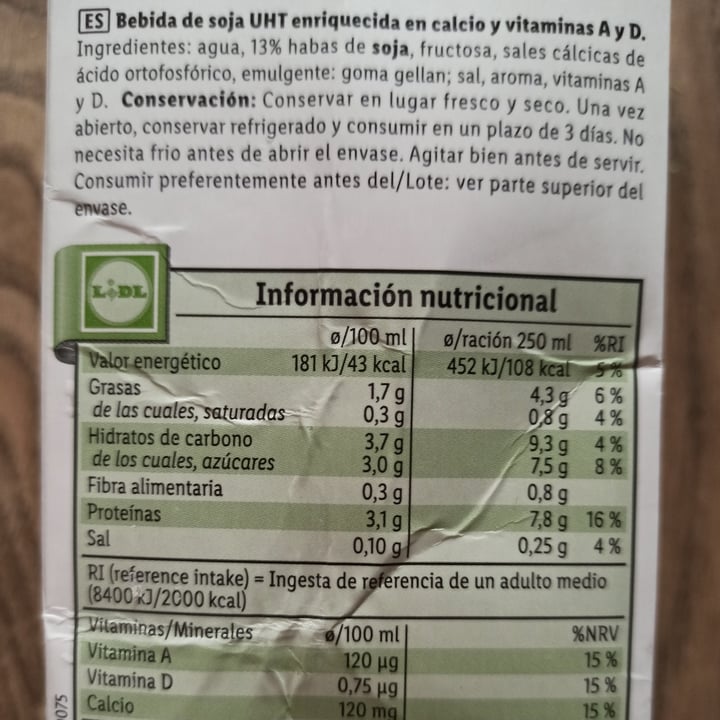 ES Bebida de soja UHT enriquecida en calcio y vitaminas A y D.
Ingredientes: agua, 13% habas de soja, fructosa, sales cálcicas de
ácido ortofosfórico, emulgente: goma gellan; sal, aroma, vitaminas A
y D. Conservación: Conservar en lugar fresco y seco. Una vez
abierto, conservar refrigerado y consumir en un plazo de 3 días. No
necesita frio antes de abrir el envase. Agitar bien antes de servir.
Consumir preferentemente antes del/Lote: ver parte superior del
envase.
LIDL
Información nutricional
ø/100 ml ø/ración 250 ml %RI
Valor energético 181 kJ/43 kcal 452 kJ/108 kcal 5 %
Grasas 1,7 g 4,3 g 6 %
de las cuales, saturadas 0,3 g 0,8 g 4 %
Hidratos de carbono 3,7 g 9,3 g 4 %
de los cuales, azúcares 3,0 g 7,5 g 8 %
Fibra alimentaria 0,3 g 0,8 g
Proteínas 3,1 g 7,8 g 16 %
Sal 0,10 g 0,25 g 4 %
RI (reference intake) = Ingesta de referencia de un adulto medio
(8400 kJ/2000 kcal)
Vitaminas/Minerales ø/100 ml %NRV
Vitamina A 120 µg 15 %
Vitamina D 0,75 µg 15 %
Calcio 120 mg 15 %
0075